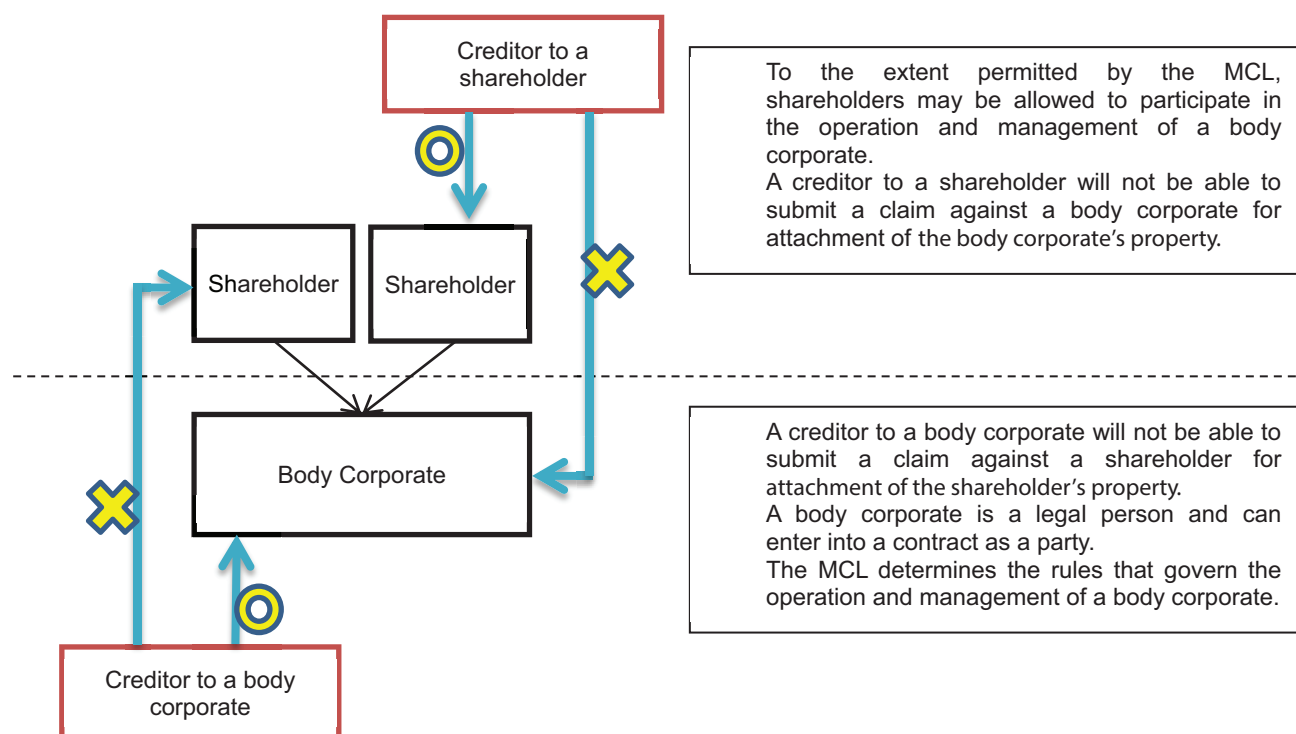 Creditor to a
shareholder
To the extent permitted by the MCL,
shareholders may be allowed to participate in
the operation and management of a body
corporate.
A creditor to a shareholder will not be able to
submit a claim against a body corporate for
attachment of the body corporate's property.
Shareholder
Shareholder
Body Corporate
A creditor to a body corporate will not be able to
submit a claim against a shareholder for
attachment of the shareholder's property.
A body corporate is a legal person and can
enter into a contract as a party.
The MCL determines the rules that govern the
operation and management of a body corporate.
Creditor to a body
corporate